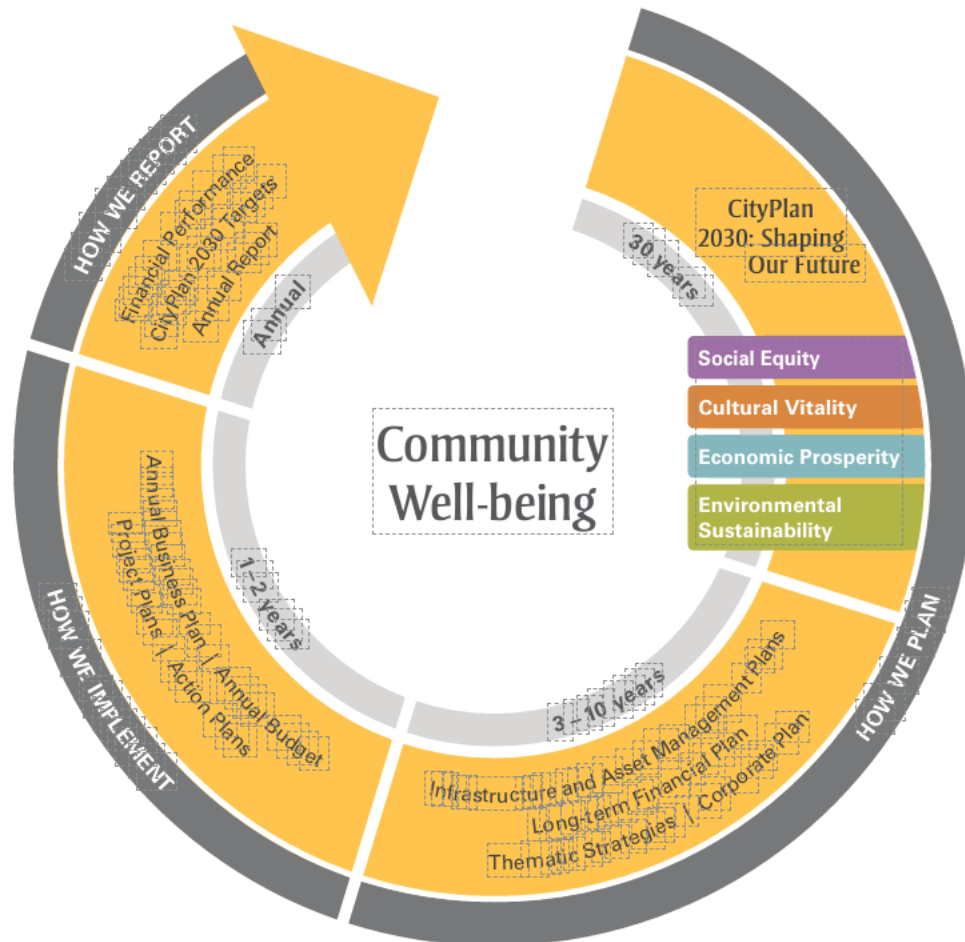 HOW WE PLAN
30 years
CityPlan
2030: Shaping
Our Future
Social Equity
Cultural Vitality
Economic Prosperity
Environmental
Sustainability
3 – 10 years
Infrastructure and Asset Management Plans
Long-term Financial Plan
Thematic Strategies | Corporate Plan
HOW WE IMPLEMENT
1–2 years
Annual Business Plan | Annual Budget
Project Plans | Action Plans
HOW WE REPORT
Annual
Financial Performance
CityPlan 2030 Targets
Annual Report
Community
Well-being